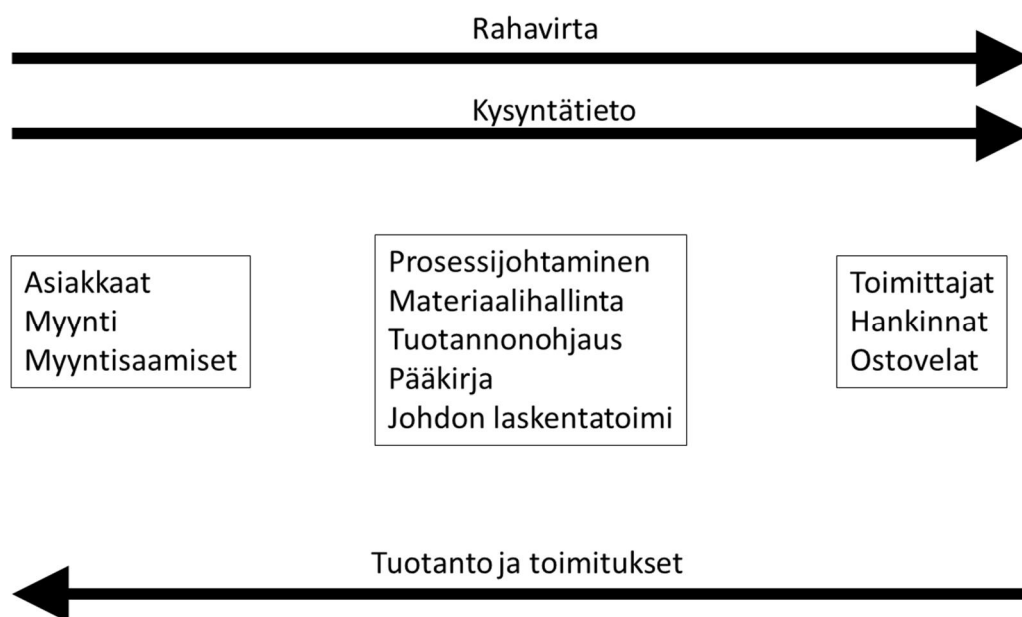 Rahavirta
Kysyntätieto
Asiakkaat
Myynti
Myyntisaamiset
Prosessijohtaminen
Materiaalihallinta
Tuotannonohjaus
Pääkirja
Johdon laskentatoimi
Toimittajat
Hankinnat
Ostovelat
Tuotanto ja toimitukset